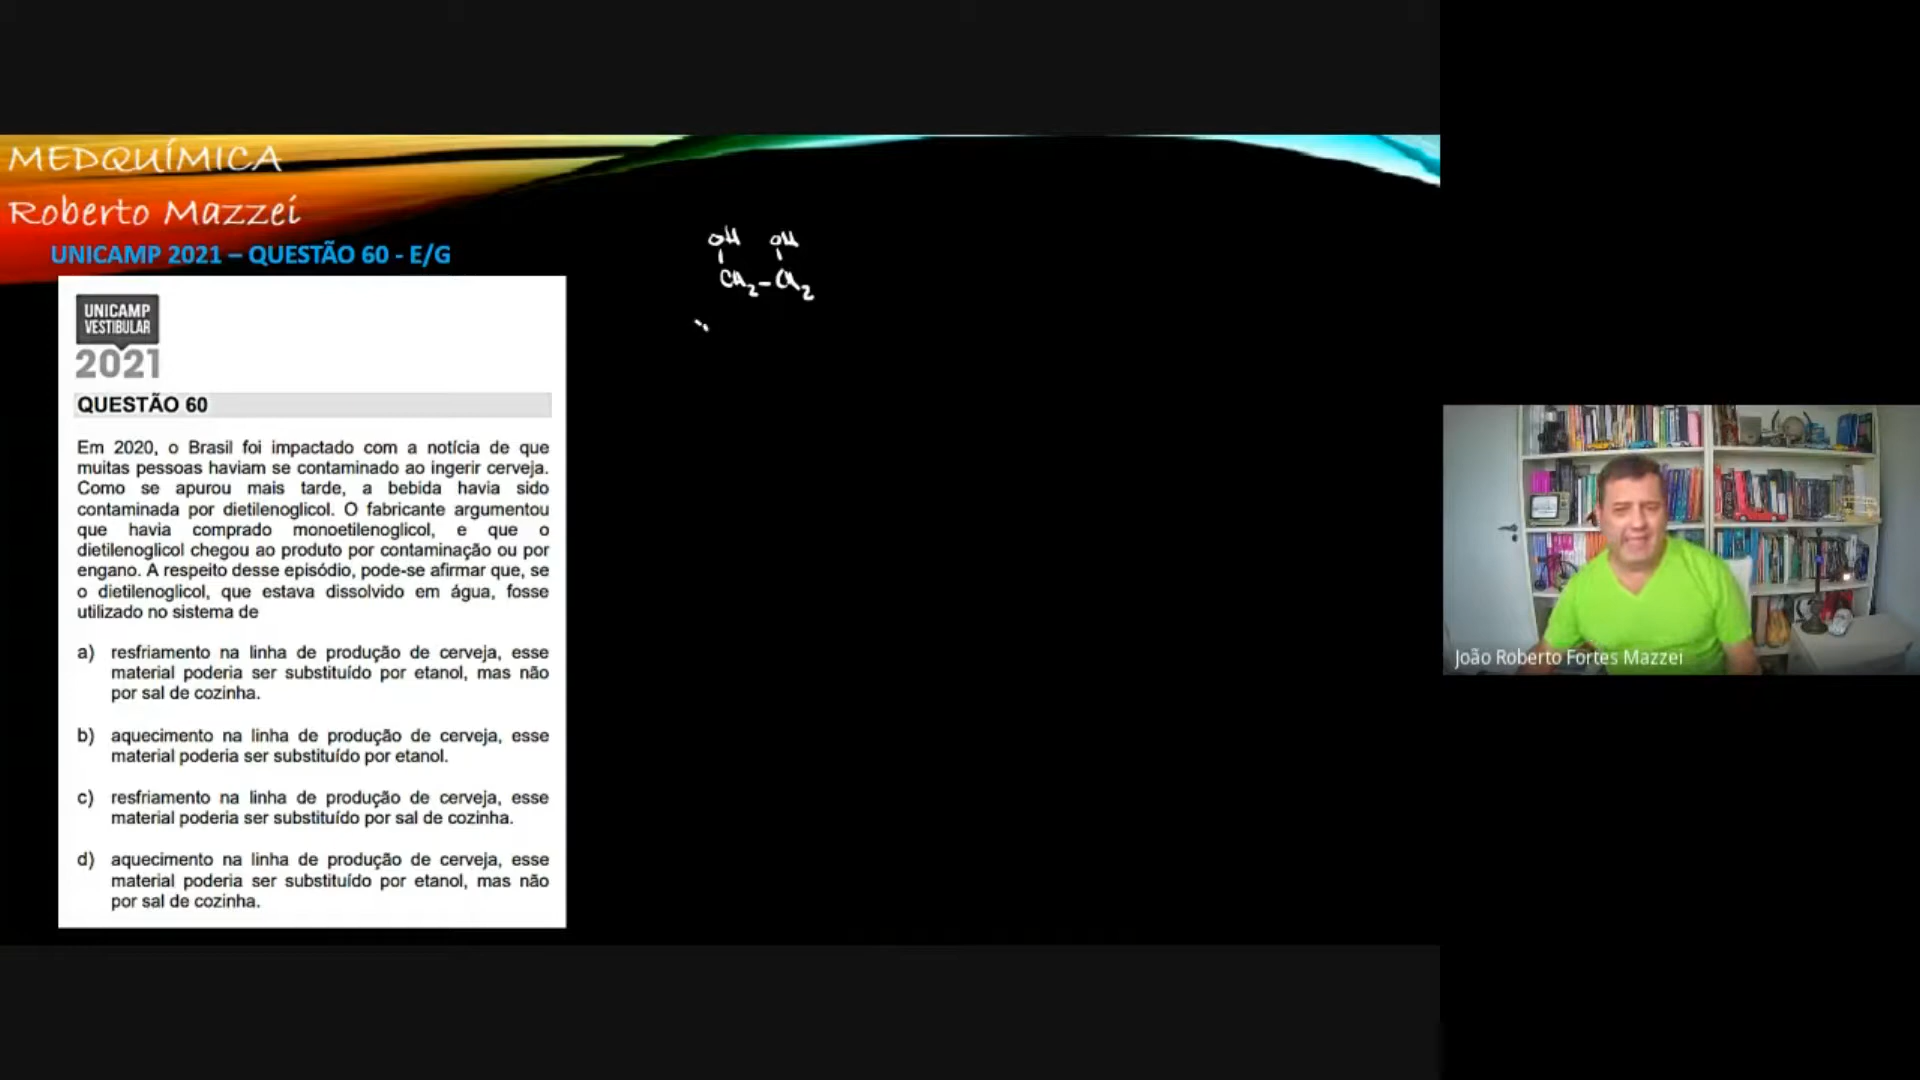 MEDQUÍMICA
Roberto Mazzei
UNICAMP 2021 – QUESTÃO 60 - E/G
UNICAMP
VESTIBULAR
2021
QUESTÃO 60
Em 2020, o Brasil foi impactado com a notícia de que
muitas pessoas haviam se contaminado ao ingerir cerveja.
Como se apurou mais tarde, a bebida havia sido
contaminada por dietilenoglicol. O fabricante argumentou
que havia comprado monoetilenoglicol, e que o
dietilenoglicol chegou ao produto por contaminação ou por
engano. A respeito desse episódio, pode-se afirmar que, se
o dietilenoglicol, que estava dissolvido em água, fosse
utilizado no sistema de
a) resfriamento na linha de produção de cerveja, esse
material poderia ser substituído por etanol, mas não
por sal de cozinha.
b) aquecimento na linha de produção de cerveja, esse
material poderia ser substituído por etanol.
c) resfriamento na linha de produção de cerveja, esse
material poderia ser substituído por sal de cozinha.
d) aquecimento na linha de produção de cerveja, esse
material poderia ser substituído por etanol, mas não
por sal de cozinha.
OH OH
CH2-CH2
João Roberto Fortes Mazzei